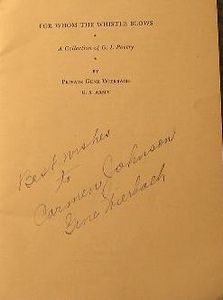 FOR WHOM THE WHISTLE BLOWS
A Collection of G. I. Poetry
BY
PRIVATE GENE WIERBACH
U. S. ARMY
Best wishes
to
Carmen Johnson
Gene Wierbach